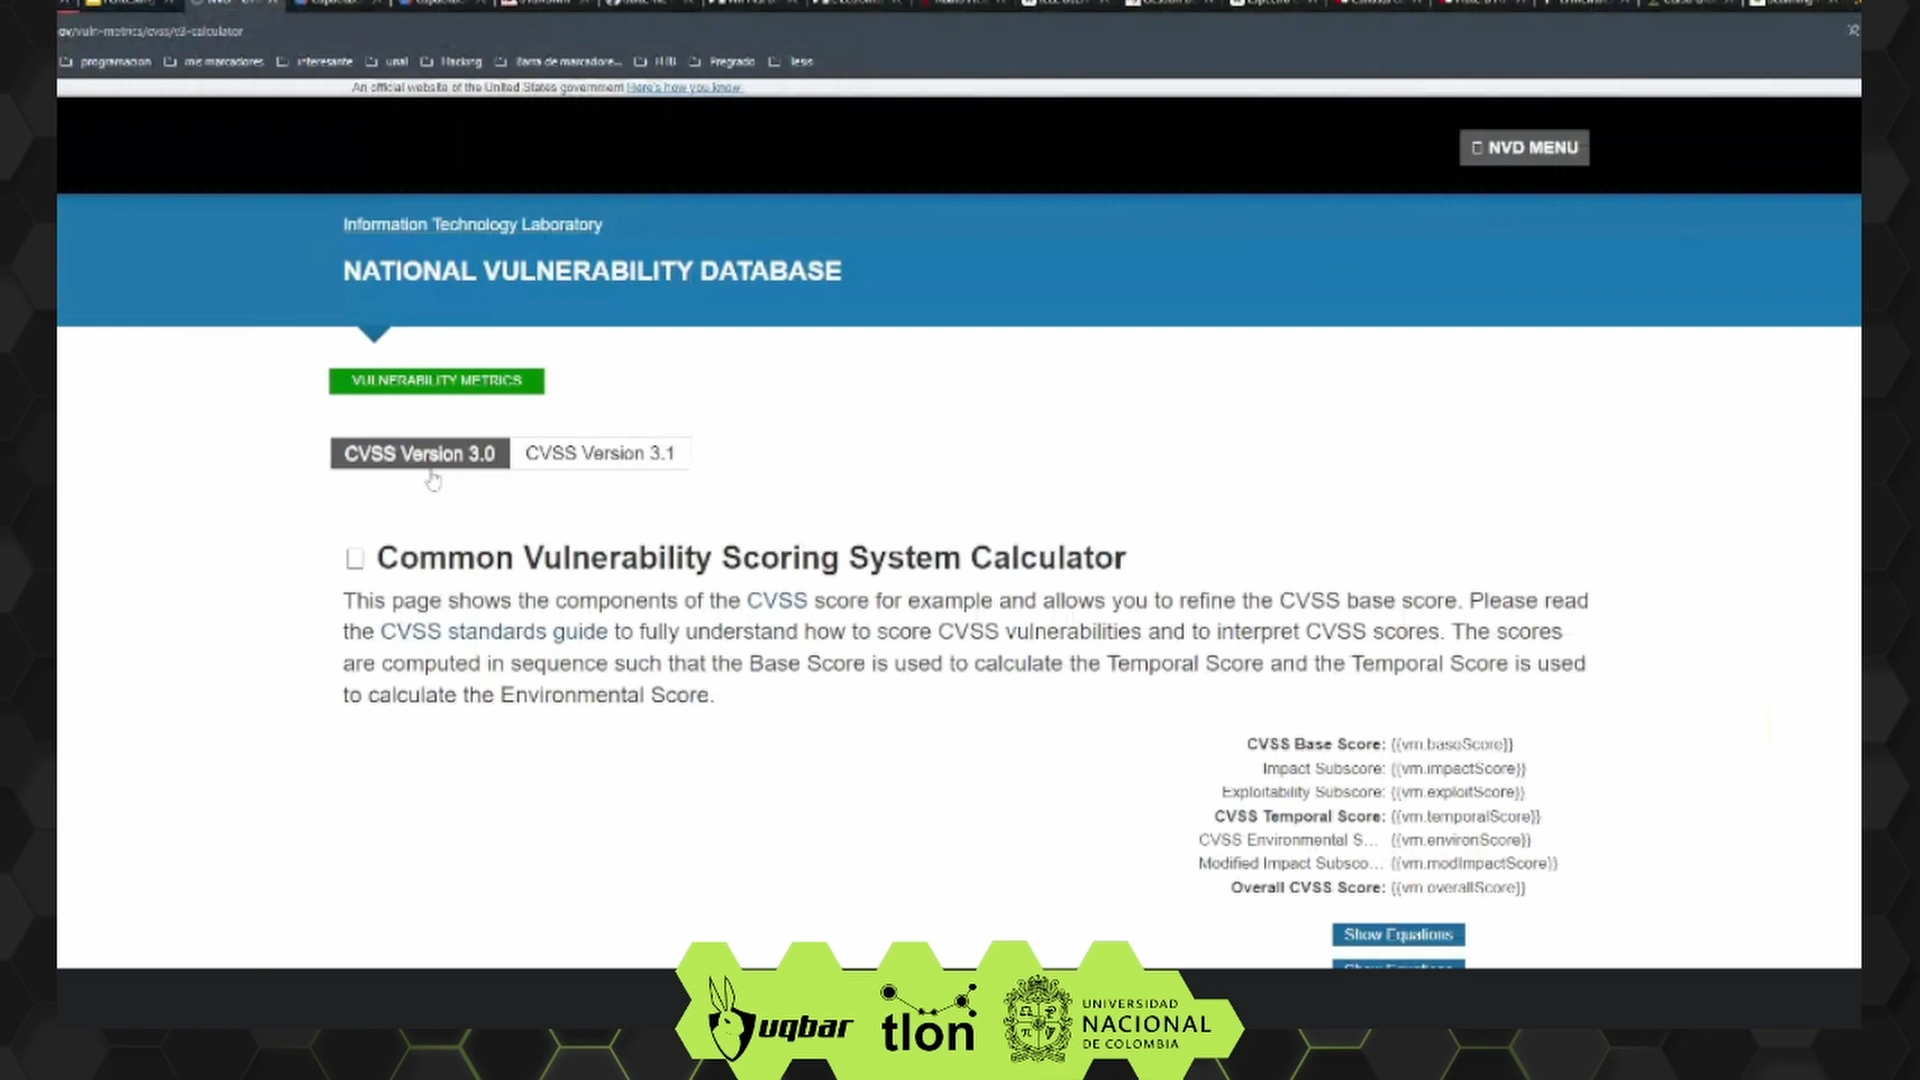 ov/vuln-metrics/cvss/v3-calculator
programacion mis marcadores interesante unal Hacking Barra de marcadore... Pregrado Tesis
An official website of the United States government Here's how you know
NVD MENU
Information Technology Laboratory
NATIONAL VULNERABILITY DATABASE
VULNERABILITY METRICS
CVSS Version 3.0 CVSS Version 3.1
Common Vulnerability Scoring System Calculator
This page shows the components of the CVSS score for example and allows you to refine the CVSS base score. Please read
the CVSS standards guide to fully understand how to score CVSS vulnerabilities and to interpret CVSS scores. The scores
are computed in sequence such that the Base Score is used to calculate the Temporal Score and the Temporal Score is used
to calculate the Environmental Score.
CVSS Base Score: {{vm.baseScore}}
Impact Subscore: {{vm.impactScore}}
Exploitability Subscore: {{vm.exploitScore}}
CVSS Temporal Score: {{vm.temporalScore}}
CVSS Environmental S... {{vm.environScore}}
Modified Impact Subsco... {{vm.modImpactScore}}
Overall CVSS Score: {{vm.overallScore}}
Show Equations
uqbar
tlon
UNIVERSIDAD
NACIONAL
DE COLOMBIA